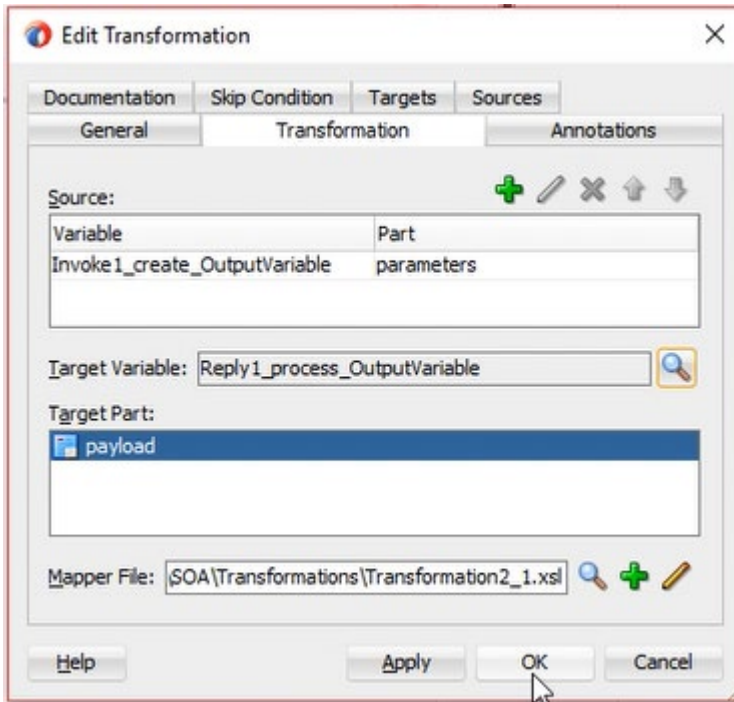 Edit Transformation
Documentation Skip Condition Targets Sources
General Transformation Annotations
Source:
Variable Part
Invoke1_create_OutputVariable parameters
Target Variable: Reply1_process_OutputVariable
Target Part:
payload
Mapper File: SOA\Transformations\Transformation2_1.xsl
Help Apply OK Cancel